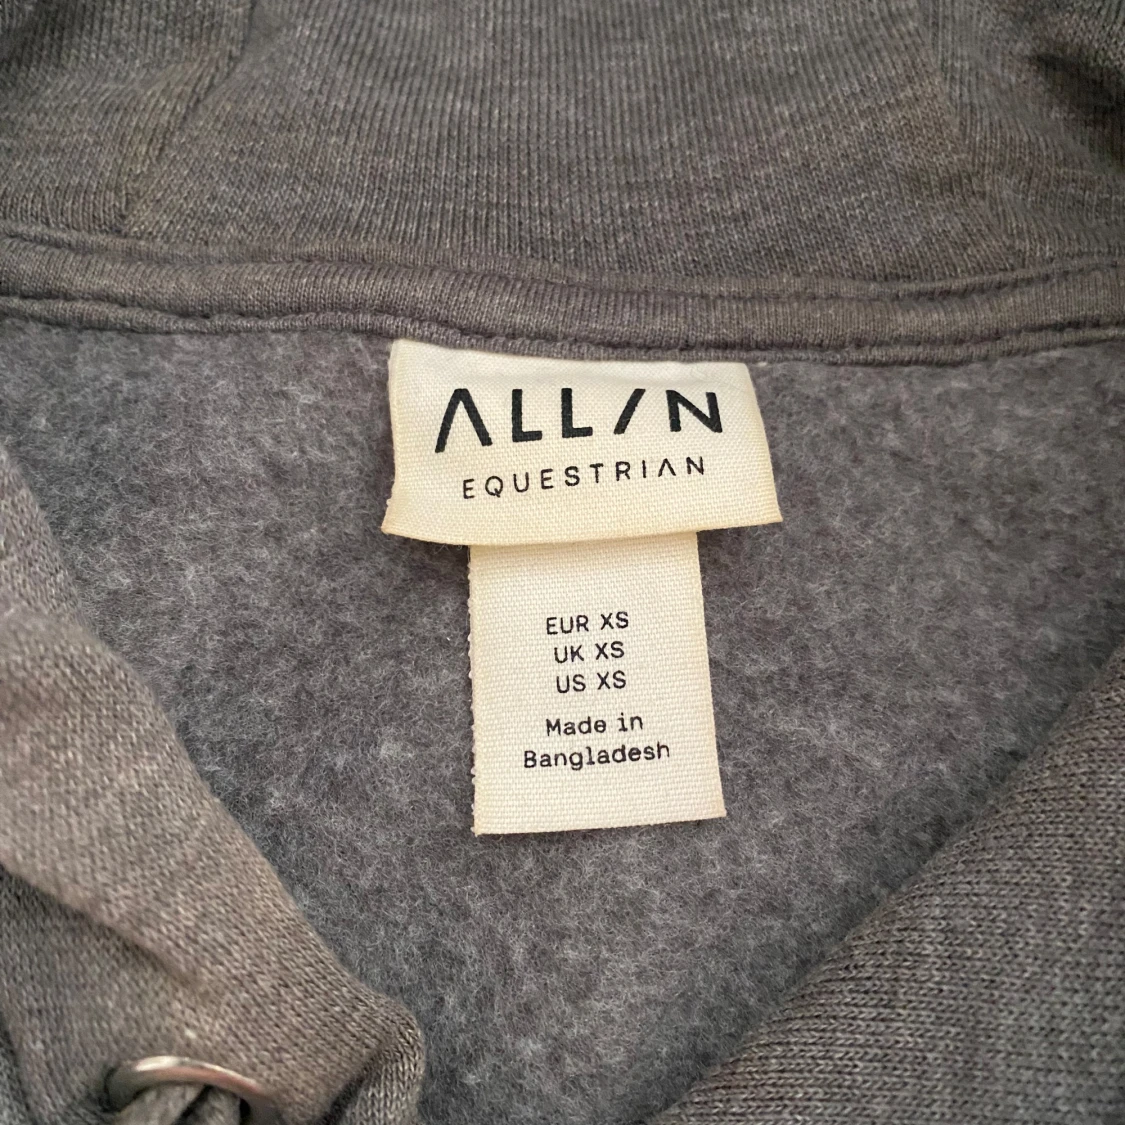 ALL/N
EQUESTRIAN
EUR XS
UK XS
US XS
Made in
Bangladesh